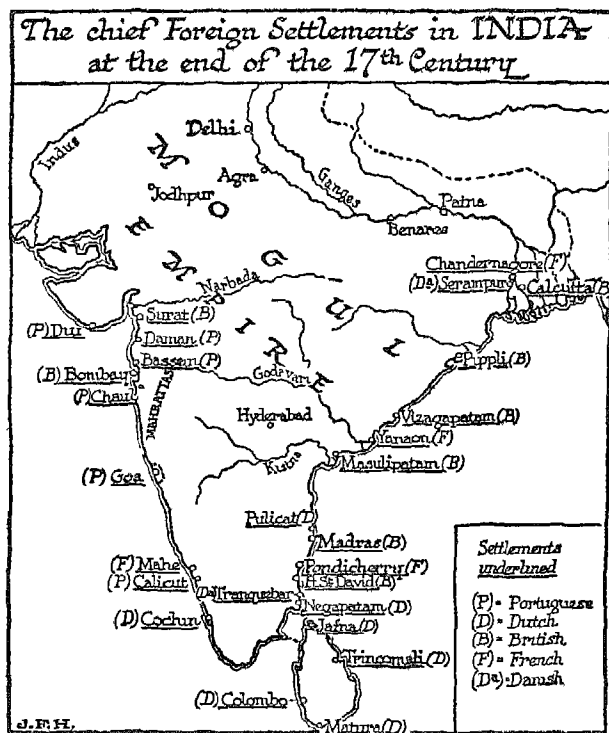 The chief Foreign Settlements in INDIA
at the end of the 17th Century
Indus
Delhi
Agra
Jodhpur
Ganges
Patna
Benares
MOGUL
EMPIRE
Chandernagore (F)
(Da) Serampur
Calcutta (B)
Narbada
(P) Diu
Surat (B)
Daman (P)
Bassein (P)
(B) Bombay
(P) Chaul
MAHRATTAS
Godavari
Pippli (B)
Hyderabad
Vizagapatam (B)
Yanaon (F)
Kistna
Masulipatam (B)
(P) Goa
Pulicat (D)
Madras (B)
(F) Mahe
Pondicherry (F)
(P) Calicut
Ft. St David (B)
(Da) Tranquebar
Negapatam (D)
(D) Cochin
Jafna (D)
Trincomali (D)
(D) Colombo
Matura (D)
Settlements
underlined
(P) = Portuguese
(D) = Dutch
(B) = British
(F) = French
(Da) = Danish
J.F.H.